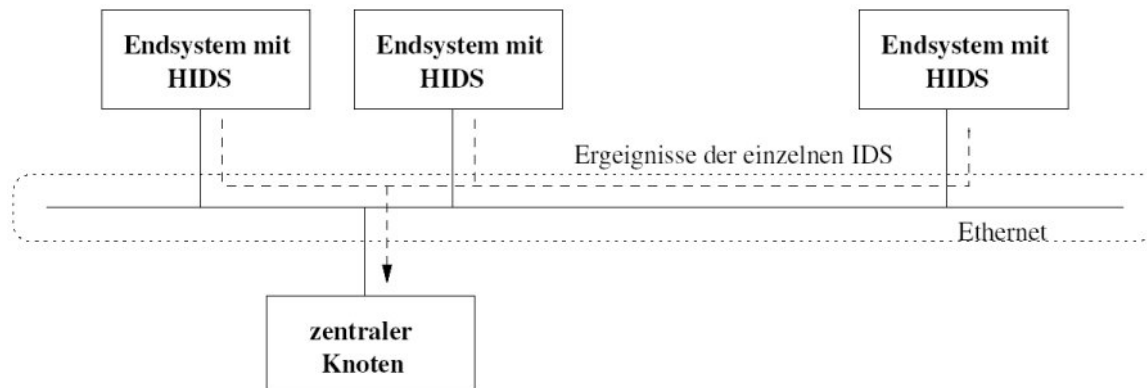 Endsystem mit
HIDS
Endsystem mit
HIDS
Endsystem mit
HIDS
Ergeignisse der einzelnen IDS
Ethernet
zentraler
Knoten